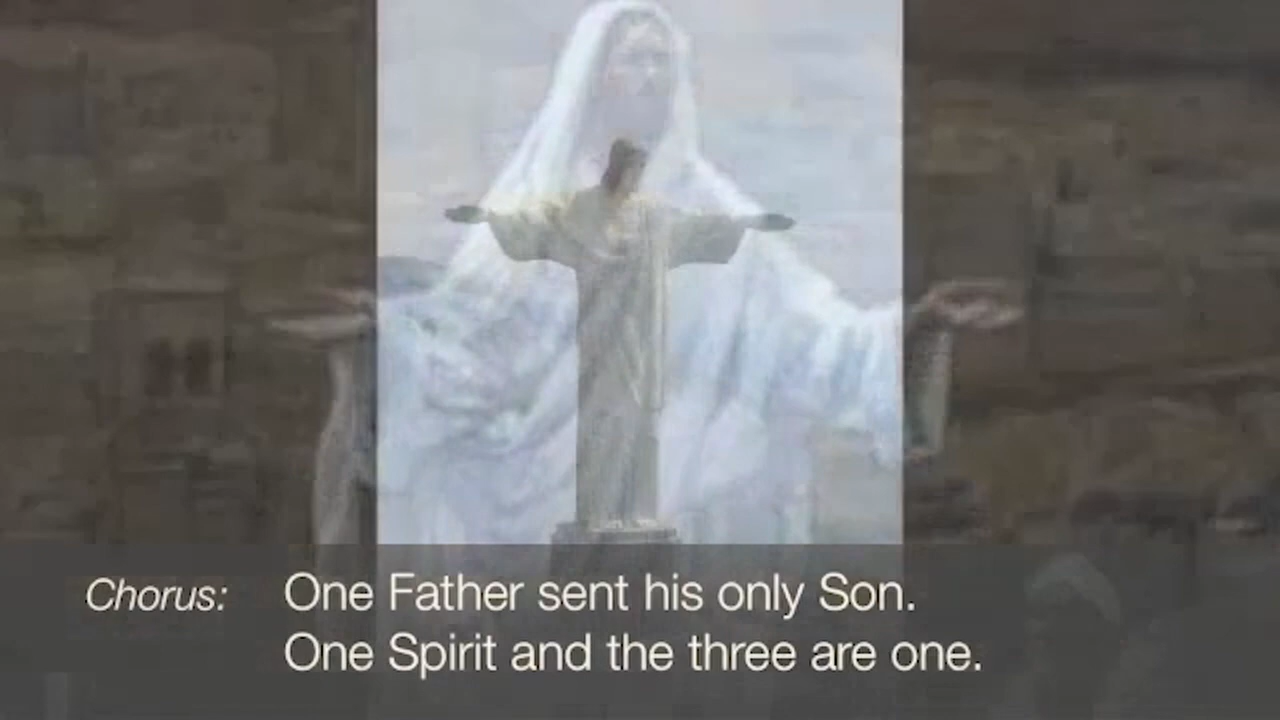 Chorus: One Father sent his only Son.
One Spirit and the three are one.